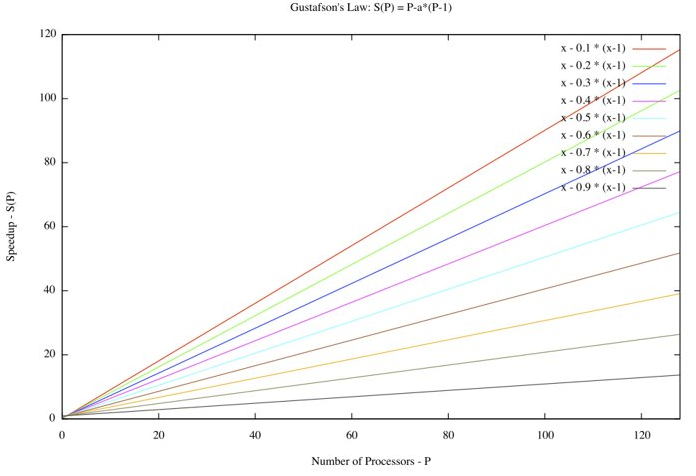 Gustafson's Law: S(P) = P-a*(P-1)
120
100
80
60
40
20
0
Speedup - S(P)
x - 0.1 * (x-1)
x - 0.2 * (x-1)
x - 0.3 * (x-1)
x - 0.4 * (x-1)
x - 0.5 * (x-1)
x - 0.6 * (x-1)
x - 0.7 * (x-1)
x - 0.8 * (x-1)
x - 0.9 * (x-1)
0 20 40 60 80 100 120
Number of Processors - P